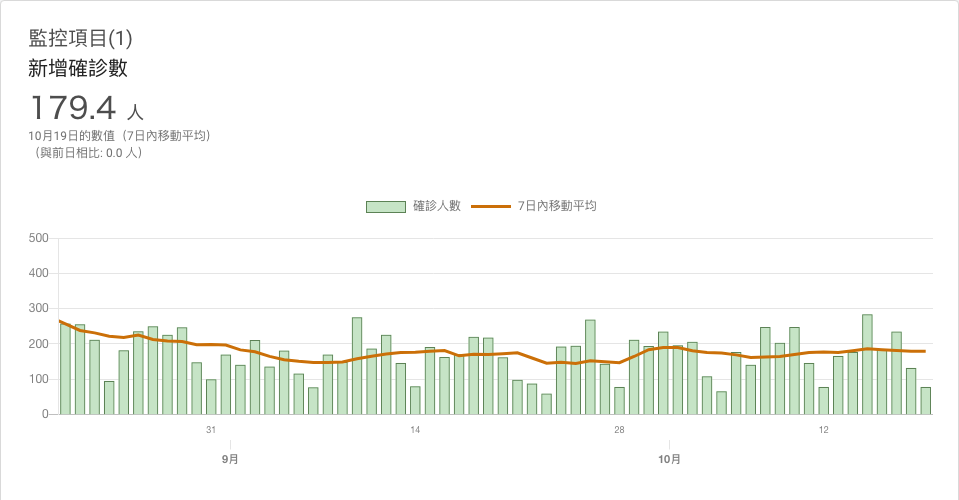 監控項目(1)
新增確診數
179.4 人
10月19日的數值（7日內移動平均）
（與前日相比: 0.0 人）
確診人數 7日內移動平均
500
400
300
200
100
0
31 14 28 12
9月 10月